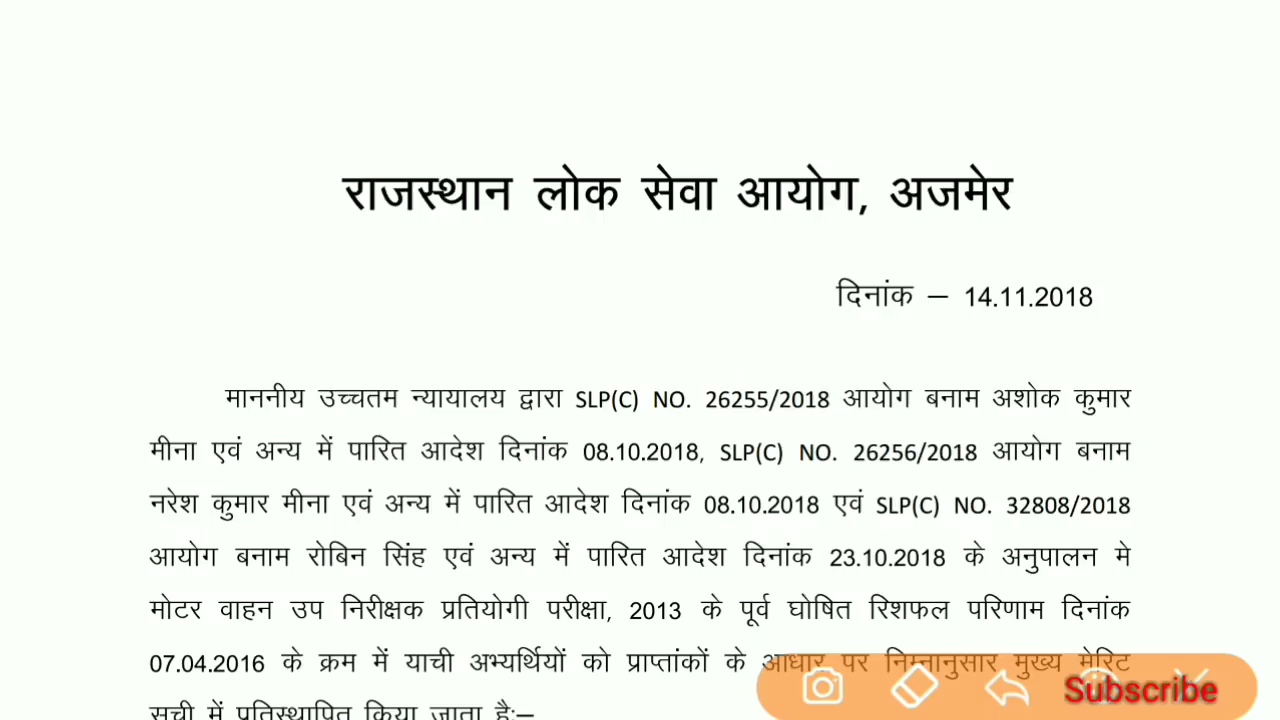 राजस्थान लोक सेवा आयोग, अजमेर
दिनांक – 14.11.2018
माननीय उच्चतम न्यायालय द्वारा SLP(C) NO. 26255/2018 आयोग बनाम अशोक कुमार
मीना एवं अन्य में पारित आदेश दिनांक 08.10.2018, SLP(C) NO. 26256/2018 आयोग बनाम
नरेश कुमार मीना एवं अन्य में पारित आदेश दिनांक 08.10.2018 एवं SLP(C) NO. 32808/2018
आयोग बनाम रोबिन सिंह एवं अन्य में पारित आदेश दिनांक 23.10.2018 के अनुपालन मे
मोटर वाहन उप निरीक्षक प्रतियोगी परीक्षा, 2013 के पूर्व घोषित रिशफल परिणाम दिनांक
07.04.2016 के क्रम में याची अभ्यर्थियों को प्राप्तांकों के आधार पर निम्नानुसार मुख्य मेरिट
सूची में प्रतिस्थापित किया जाता है:–
Subscribe